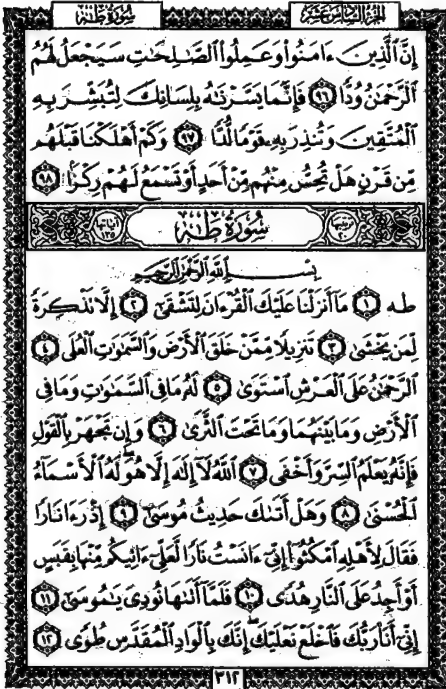 الجزء السادس عشر
سورة طه
إِنَّ ٱلَّذِينَ ءَامَنُوا۟ وَعَمِلُوا۟ ٱلصَّـٰلِحَـٰتِ سَيَجْعَلُ لَهُمُ
ٱلرَّحْمَـٰنُ وُدًّا ٩٦ فَإِنَّمَا يَسَّرْنَـٰهُ بِلِسَانِكَ لِتُبَشِّرَ بِهِ
ٱلْمُتَّقِينَ وَتُنذِرَ بِهِۦ قَوْمًا لُّدًّا ٩٧ وَكَمْ أَهْلَكْنَا قَبْلَهُم
مِّن قَرْنٍ هَلْ تُحِسُّ مِنْهُم مِّنْ أَحَدٍ أَوْ تَسْمَعُ لَهُمْ رِكْزًۢا ٩٨
ترتيبها ٢٠ سُورَةُ طه آياتها ١٣٥
بِسْمِ ٱللَّهِ ٱلرَّحْمَـٰنِ ٱلرَّحِيمِ
طه ١ مَآ أَنزَلْنَا عَلَيْكَ ٱلْقُرْءَانَ لِتَشْقَىٰٓ ٢ إِلَّا تَذْكِرَةً
لِّمَن يَخْشَىٰ ٣ تَنزِيلًا مِّمَّنْ خَلَقَ ٱلْأَرْضَ وَٱلسَّمَـٰوَٰتِ ٱلْعُلَى ٤
ٱلرَّحْمَـٰنُ عَلَى ٱلْعَرْشِ ٱسْتَوَىٰ ٥ لَهُۥ مَا فِى ٱلسَّمَـٰوَٰتِ وَمَا فِى
ٱلْأَرْضِ وَمَا بَيْنَهُمَا وَمَا تَحْتَ ٱلثَّرَىٰ ٦ وَإِن تَجْهَرْ بِٱلْقَوْلِ
فَإِنَّهُۥ يَعْلَمُ ٱلسِّرَّ وَأَخْفَى ٧ ٱللَّهُ لَآ إِلَـٰهَ إِلَّا هُوَ ۖ لَهُ ٱلْأَسْمَآءُ
ٱلْحُسْنَىٰ ٨ وَهَلْ أَتَىٰكَ حَدِيثُ مُوسَىٰٓ ٩ إِذْ رَءَا نَارًا
فَقَالَ لِأَهْلِهِ ٱمْكُثُوٓا۟ إِنِّىٓ ءَانَسْتُ نَارًا لَّعَلِّىٓ ءَاتِيكُم مِّنْهَا بِقَبَسٍ
أَوْ أَجِدُ عَلَى ٱلنَّارِ هُدًى ١٠ فَلَمَّآ أَتَىٰهَا نُودِىَ يَـٰمُوسَىٰٓ ١١
إِنِّىٓ أَنَا۠ رَبُّكَ فَٱخْلَعْ نَعْلَيْكَ ۖ إِنَّكَ بِٱلْوَادِ ٱلْمُقَدَّسِ طُوًى ١٢
٣١٢